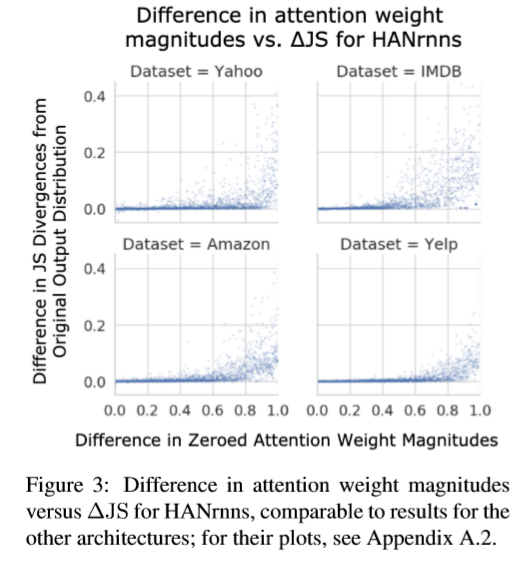 Difference in attention weight
magnitudes vs. ΔJS for HANrnns
Dataset = Yahoo
Dataset = IMDB
0.4
0.2
0.0
Dataset = Amazon
Dataset = Yelp
0.4
0.2
0.0
Difference in JS Divergences from
Original Output Distribution
0.0 0.2 0.4 0.6 0.8 1.0 0.0 0.2 0.4 0.6 0.8 1.0
Difference in Zeroed Attention Weight Magnitudes
Figure 3: Difference in attention weight magnitudes
versus ΔJS for HANrnns, comparable to results for the
other architectures; for their plots, see Appendix A.2.